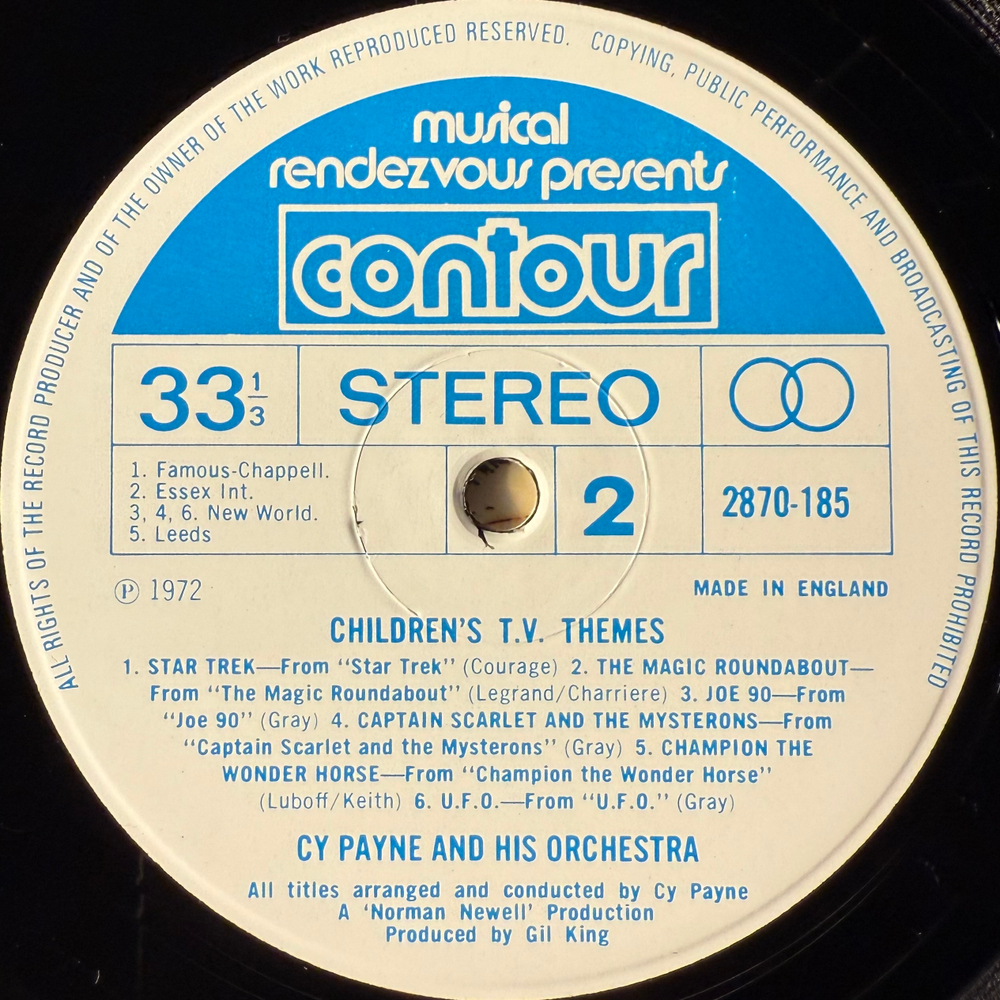 ALL RIGHTS OF THE RECORD PRODUCER AND OF THE OWNER OF THE WORK REPRODUCED RESERVED. COPYING, PUBLIC PERFORMANCE AND BROADCASTING OF THIS RECORD PROHIBITED
musical
rendezvous presents
contour
33 1/3
STEREO
1. Famous-Chappell.
2. Essex Int.
3, 4, 6. New World.
5. Leeds
2
2870-185
℗ 1972
MADE IN ENGLAND
CHILDREN'S T.V. THEMES
1. STAR TREK—From "Star Trek" (Courage) 2. THE MAGIC ROUNDABOUT—
From "The Magic Roundabout" (Legrand/Charriere) 3. JOE 90—From
"Joe 90" (Gray) 4. CAPTAIN SCARLET AND THE MYSTERONS—From
"Captain Scarlet and the Mysterons" (Gray) 5. CHAMPION THE
WONDER HORSE—From "Champion the Wonder Horse"
(Luboff/Keith) 6. U.F.O.—From "U.F.O." (Gray)
CY PAYNE AND HIS ORCHESTRA
All titles arranged and conducted by Cy Payne
A 'Norman Newell' Production
Produced by Gil King